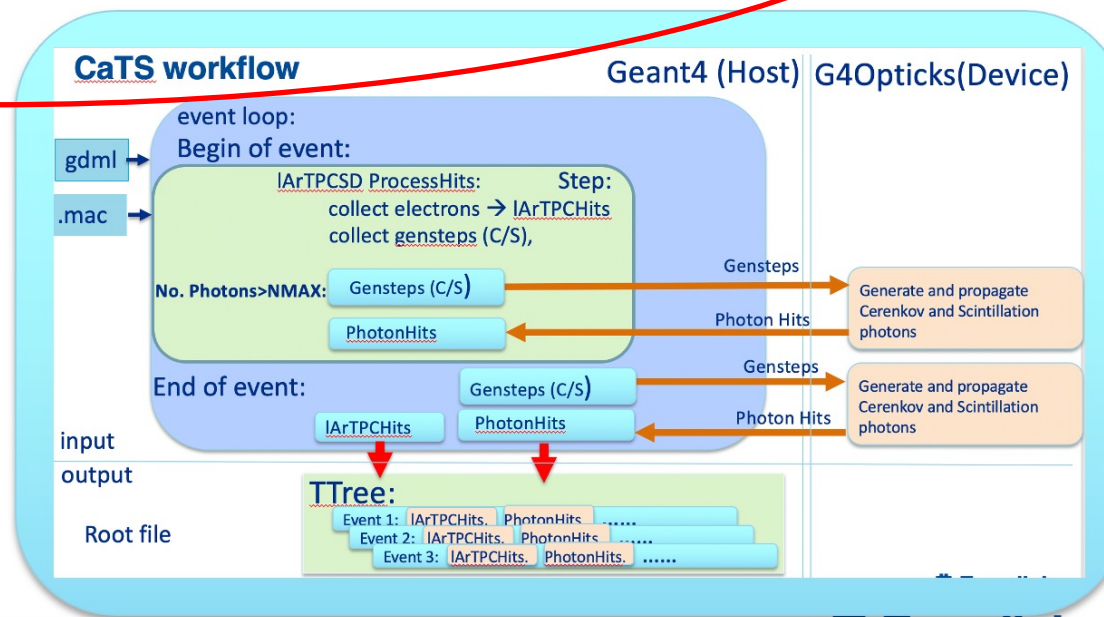 CaTS workflow
Geant4 (Host)
G4Opticks(Device)
event loop:
Begin of event:
gdml
.mac
lArTPCSD ProcessHits: Step:
collect electrons → lArTPCHits
collect gensteps (C/S),
No. Photons>NMAX:
Gensteps (C/S)
PhotonHits
Gensteps
Photon Hits
Generate and propagate
Cerenkov and Scintillation
photons
End of event:
Gensteps (C/S)
lArTPCHits
PhotonHits
Gensteps
Photon Hits
Generate and propagate
Cerenkov and Scintillation
photons
input
output
Root file
TTree:
Event 1: lArTPCHits. PhotonHits ......
Event 2: lArTPCHits. PhotonHits ......
Event 3: lArTPCHits. PhotonHits. ......